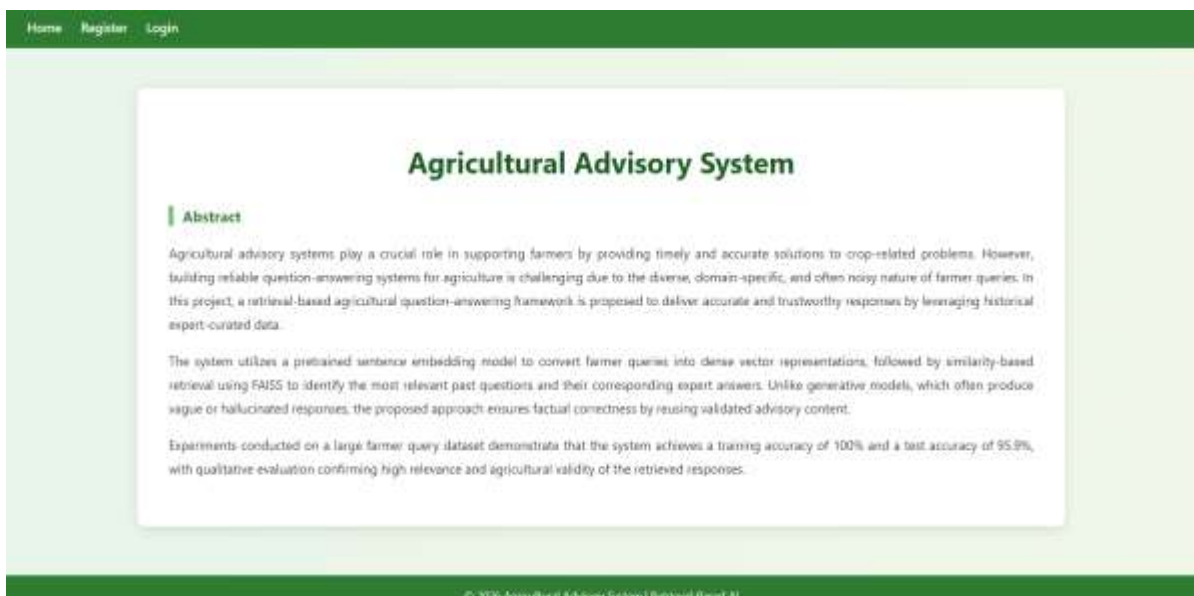 Home Register Login
Agricultural Advisory System
Abstract
Agricultural advisory systems play a crucial role in supporting farmers by providing timely and accurate solutions to crop-related problems. However,
building reliable question-answering systems for agriculture is challenging due to the diverse, domain-specific, and often noisy nature of farmer queries. In
this project, a retrieval-based agricultural question-answering framework is proposed to deliver accurate and trustworthy responses by leveraging historical
expert-curated data.
The system utilizes a pretrained sentence embedding model to convert farmer queries into dense vector representations, followed by similarity-based
retrieval using FAISS to identify the most relevant past questions and their corresponding expert answers. Unlike generative models, which often produce
vague or hallucinated responses, the proposed approach ensures factual correctness by reusing validated advisory content.
Experiments conducted on a large farmer query dataset demonstrate that the system achieves a training accuracy of 100% and a test accuracy of 95.9%,
with qualitative evaluation confirming high relevance and agricultural validity of the retrieved responses.
Agricultural Advisory System |